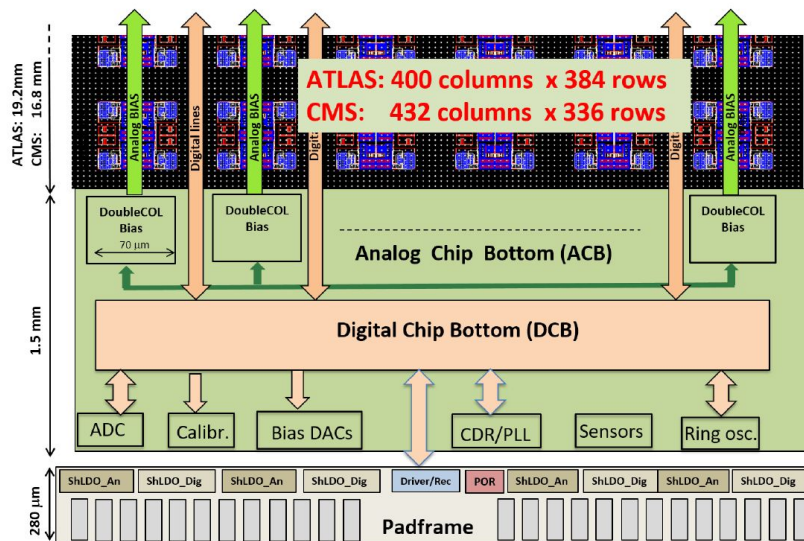 ATLAS: 19.2mm
CMS: 16.8 mm
Analog BIAS
Digital lines
Analog BIAS
Digital
Digital
Analog BIAS
ATLAS: 400 columns x 384 rows
CMS: 432 columns x 336 rows
DoubleCOL
Bias
70 µm
DoubleCOL
Bias
DoubleCOL
Bias
Analog Chip Bottom (ACB)
1.5 mm
Digital Chip Bottom (DCB)
ADC
Calibr.
Bias DACs
CDR/PLL
Sensors
Ring osc.
280 µm
ShLDO_An
ShLDO_Dig
ShLDO_An
ShLDO_Dig
Driver/Rec
POR
ShLDO_An
ShLDO_Dig
ShLDO_An
ShLDO_Dig
Padframe